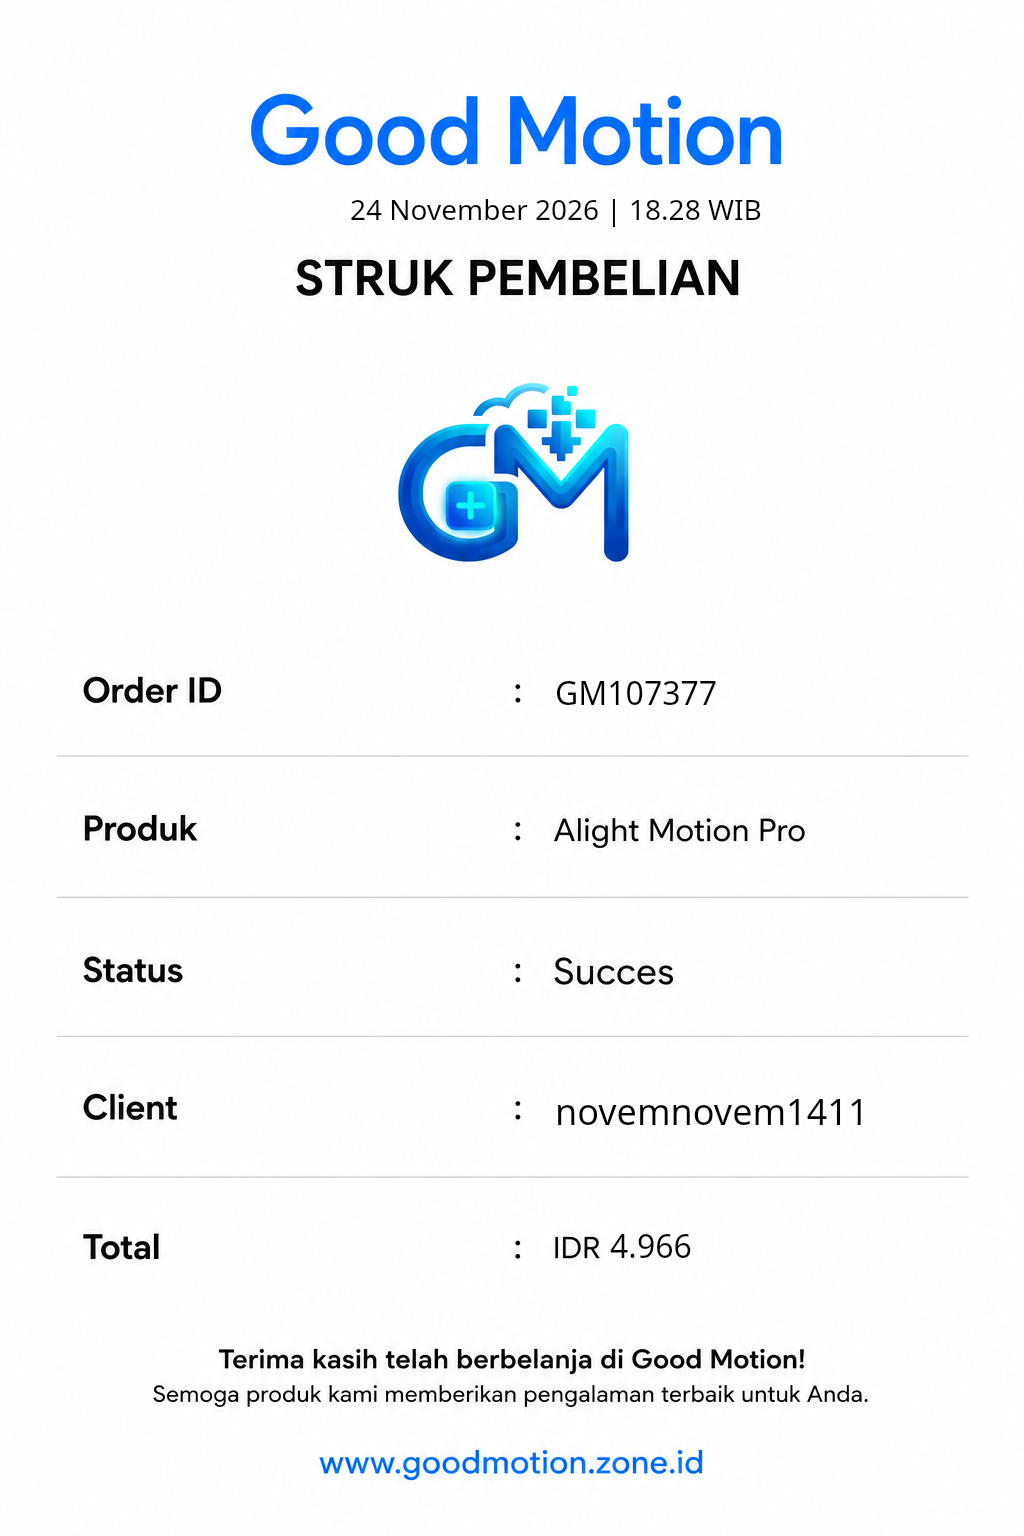 Good Motion
24 November 2026 | 18.28 WIB
STRUK PEMBELIAN
GM
Order ID : GM107377
Produk : Alight Motion Pro
Status : Succes
Client : novemnovem1411
Total : IDR 4.966
Terima kasih telah berbelanja di Good Motion!
Semoga produk kami memberikan pengalaman terbaik untuk Anda.
www.goodmotion.zone.id